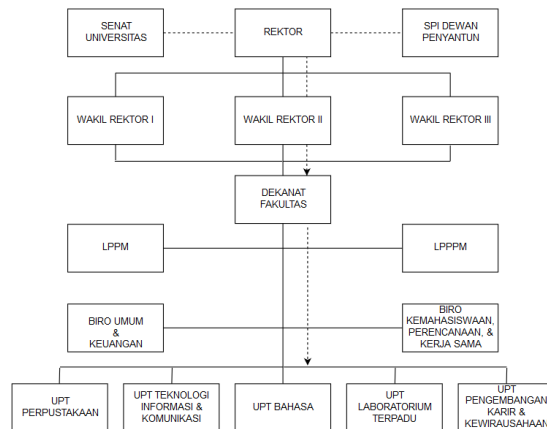 SENAT
UNIVERSITAS
REKTOR
SPI DEWAN
PENYANTUN
WAKIL REKTOR I
WAKIL REKTOR II
WAKIL REKTOR III
DEKANAT
FAKULTAS
LPPM
LPPPM
BIRO UMUM
&
KEUANGAN
BIRO
KEMAHASISWAAN,
PERENCANAAN, &
KERJA SAMA
UPT
PERPUSTAKAAN
UPT TEKNOLOGI
INFORMASI &
KOMUNIKASI
UPT BAHASA
UPT
LABORATORIUM
TERPADU
UPT
PENGEMBANGAN
KARIR &
KEWIRAUSAHAAN